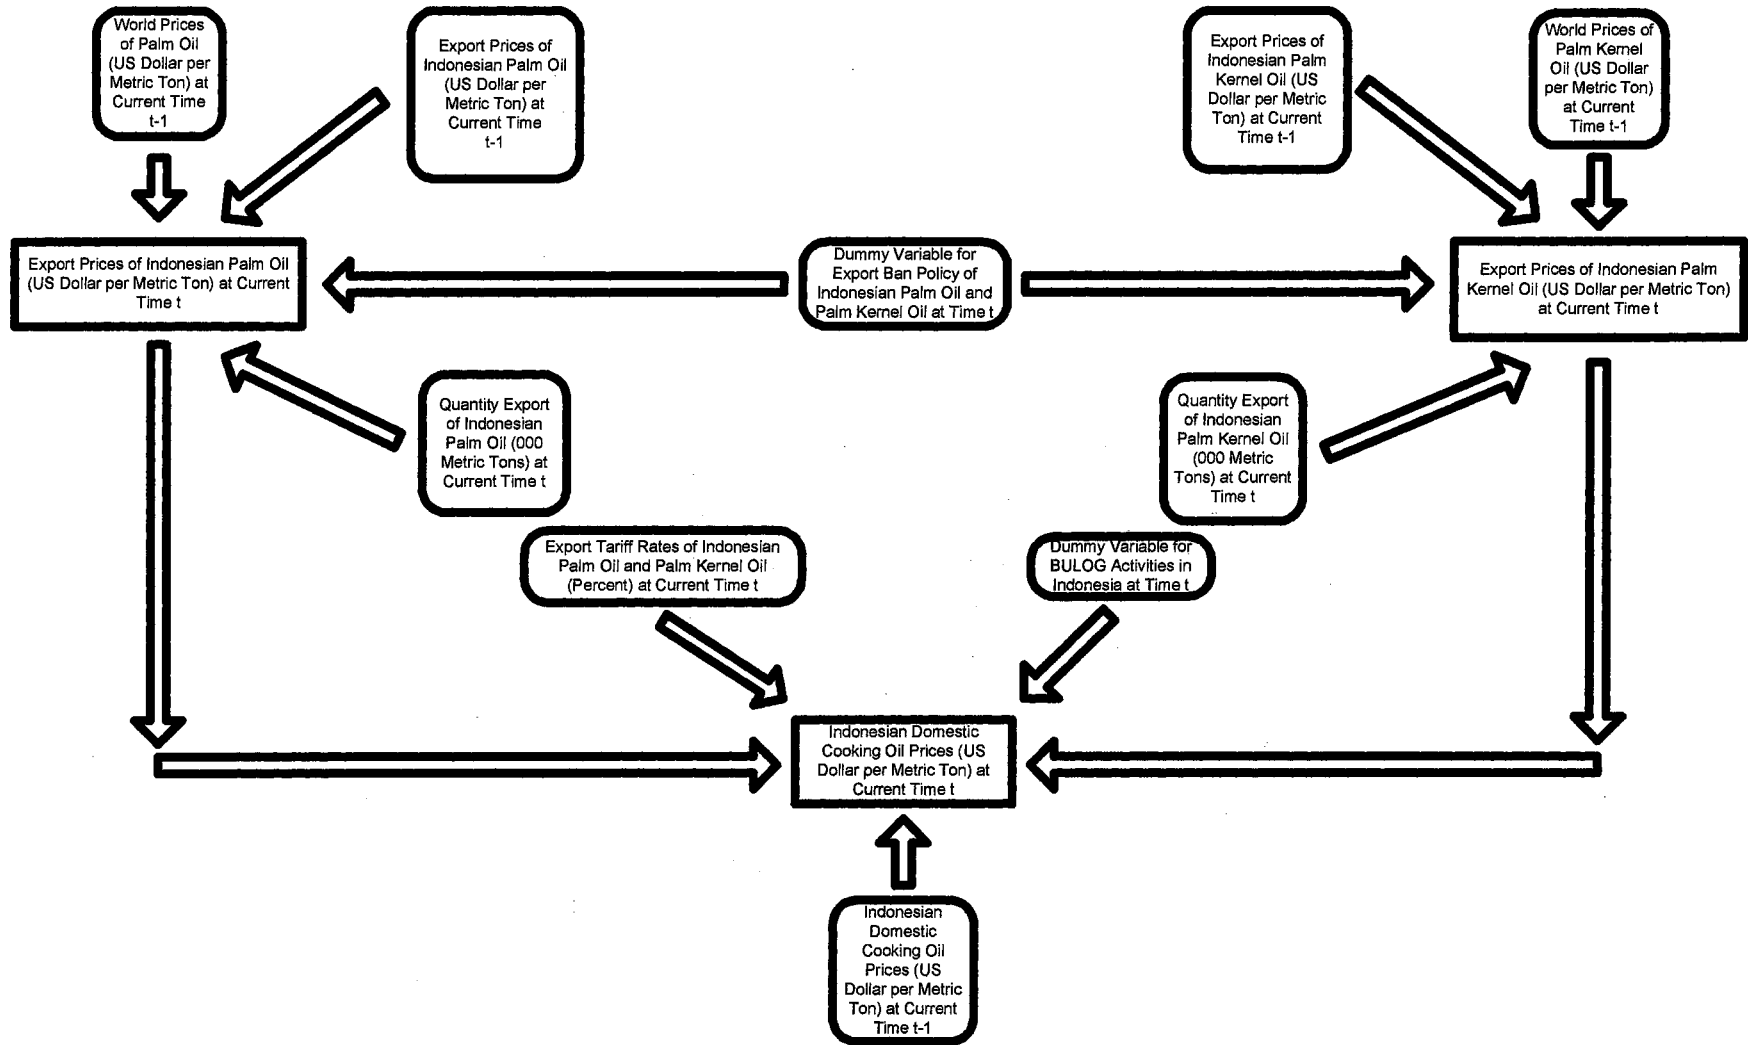 World Prices
of Palm Oil
(US Dollar per
Metric Ton) at
Current Time
t-1
Export Prices of
Indonesian Palm Oil
(US Dollar per
Metric Ton) at
Current Time
t-1
Export Prices of
Indonesian Palm
Kernel Oil (US
Dollar per Metric
Ton) at Current
Time t-1
World Prices of
Palm Kernel
Oil (US Dollar
per Metric Ton)
at Current
Time t-1
Export Prices of Indonesian Palm Oil
(US Dollar per Metric Ton) at Current
Time t
Dummy Variable for
Export Ban Policy of
Indonesian Palm Oil and
Palm Kernel Oil at Time t
Export Prices of Indonesian Palm
Kernel Oil (US Dollar per Metric Ton)
at Current Time t
Quantity Export
of Indonesian
Palm Oil (000
Metric Tons) at
Current Time t
Quantity Export
of Indonesian
Palm Kernel Oil
(000 Metric
Tons) at Current
Time t
Export Tariff Rates of Indonesian
Palm Oil and Palm Kernel Oil
(Percent) at Current Time t
Dummy Variable for
BULOG Activities in
Indonesia at Time t
Indonesian Domestic
Cooking Oil Prices (US
Dollar per Metric Ton) at
Current Time t
Indonesian
Domestic
Cooking Oil
Prices (US
Dollar per Metric
Ton) at Current
Time t-1